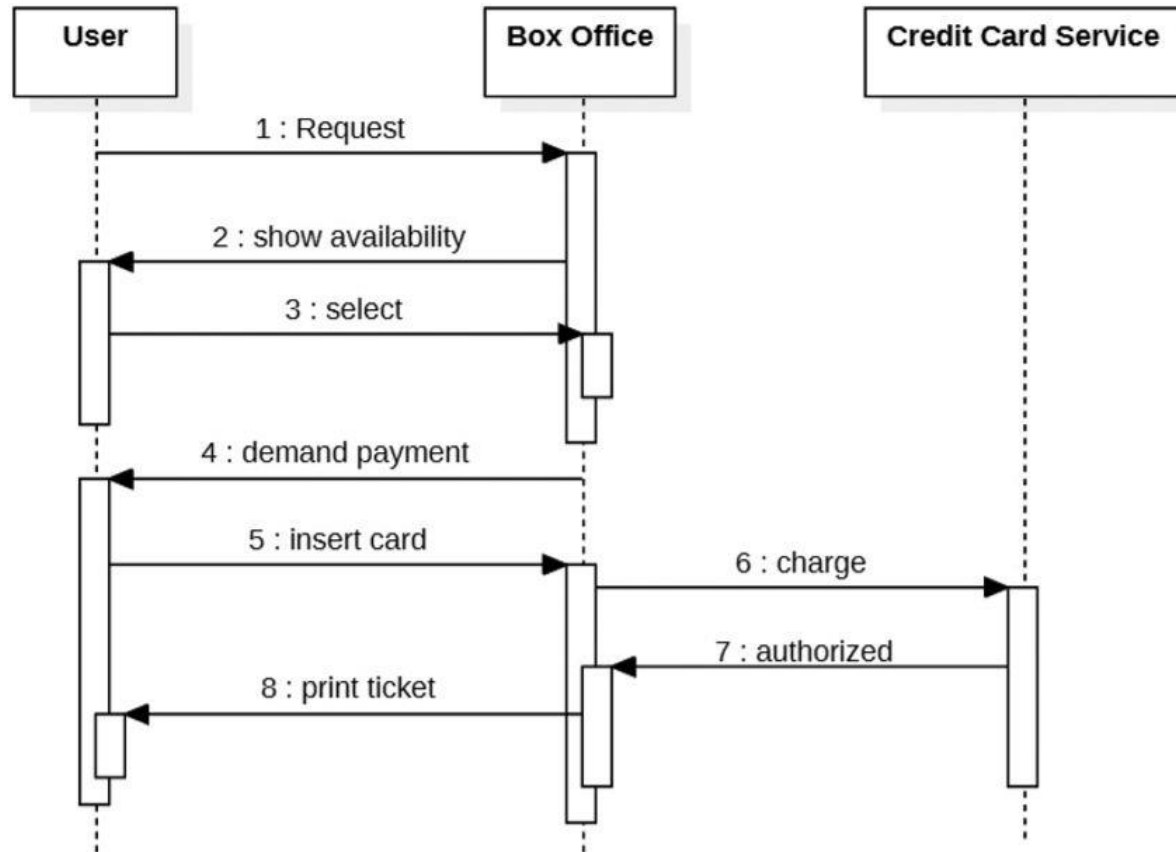 User
Box Office
Credit Card Service
1 : Request
2 : show availability
3 : select
4 : demand payment
5 : insert card
6 : charge
7 : authorized
8 : print ticket